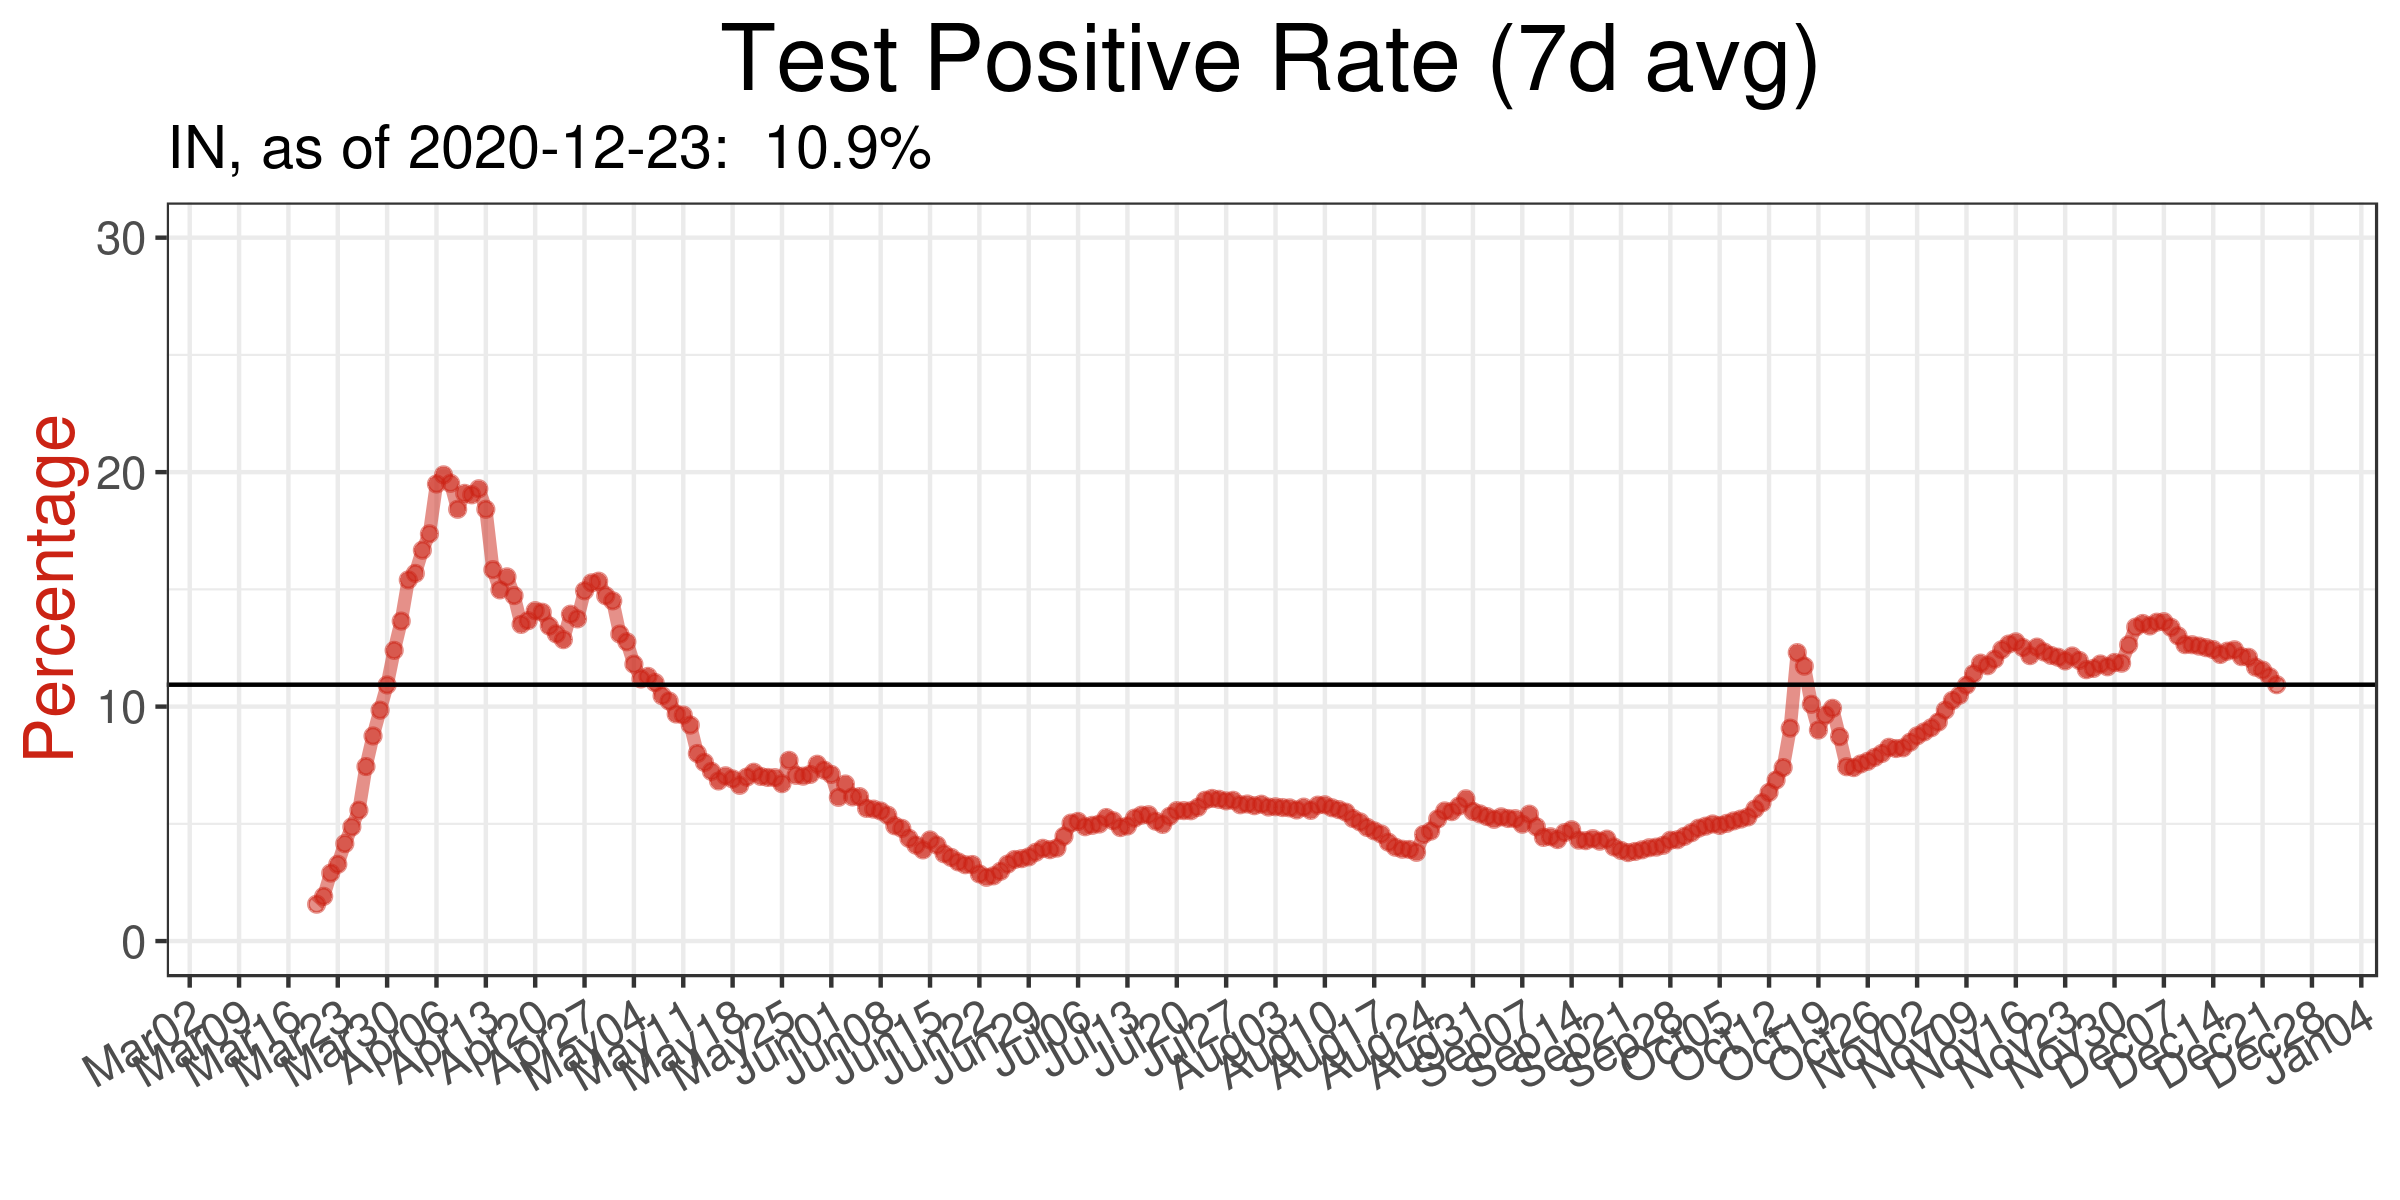 Test Positive Rate (7d avg)
IN, as of 2020-12-23:  10.9%
Percentage
30
20
10
0
Mar02
Mar09
Mar16
Mar23
Mar30
Apr06
Apr13
Apr20
Apr27
May04
May11
May18
May25
Jun01
Jun08
Jun15
Jun22
Jun29
Jul06
Jul13
Jul20
Jul27
Aug03
Aug10
Aug17
Aug24
Aug31
Sep07
Sep14
Sep21
Sep28
Oct05
Oct12
Oct19
Oct26
Nov02
Nov09
Nov16
Nov23
Nov30
Dec07
Dec14
Dec21
Dec28
Jan04